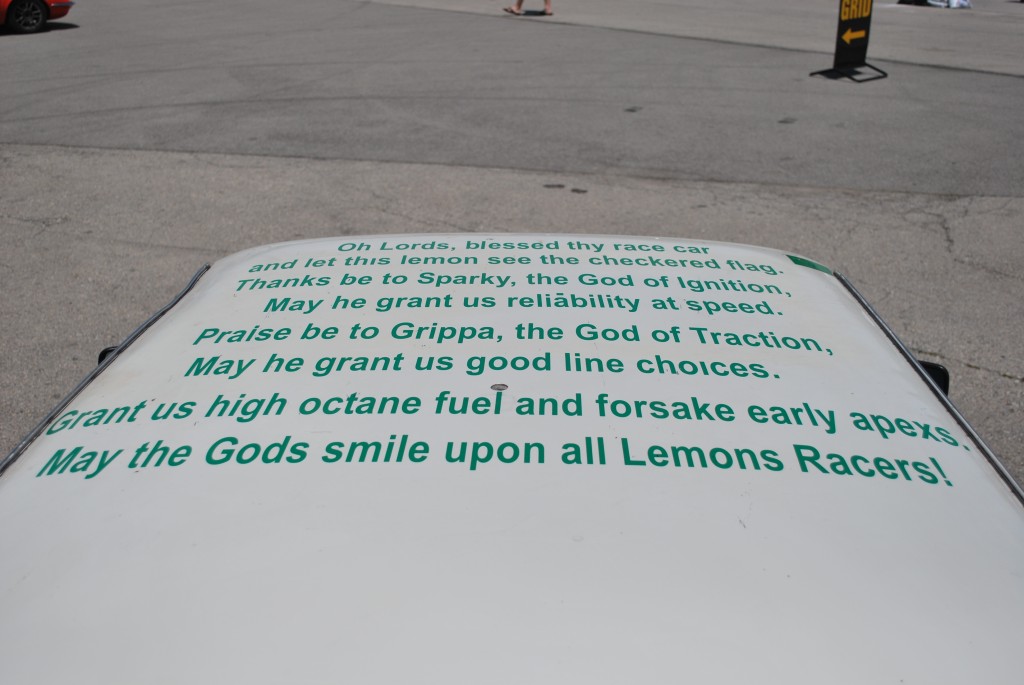 GRID
Oh Lords, blessed thy race car
and let this lemon see the checkered flag.
Thanks be to Sparky, the God of Ignition,
May he grant us reliability at speed.
Praise be to Grippa, the God of Traction,
May he grant us good line choices.
Grant us high octane fuel and forsake early apexs.
May the Gods smile upon all Lemons Racers!